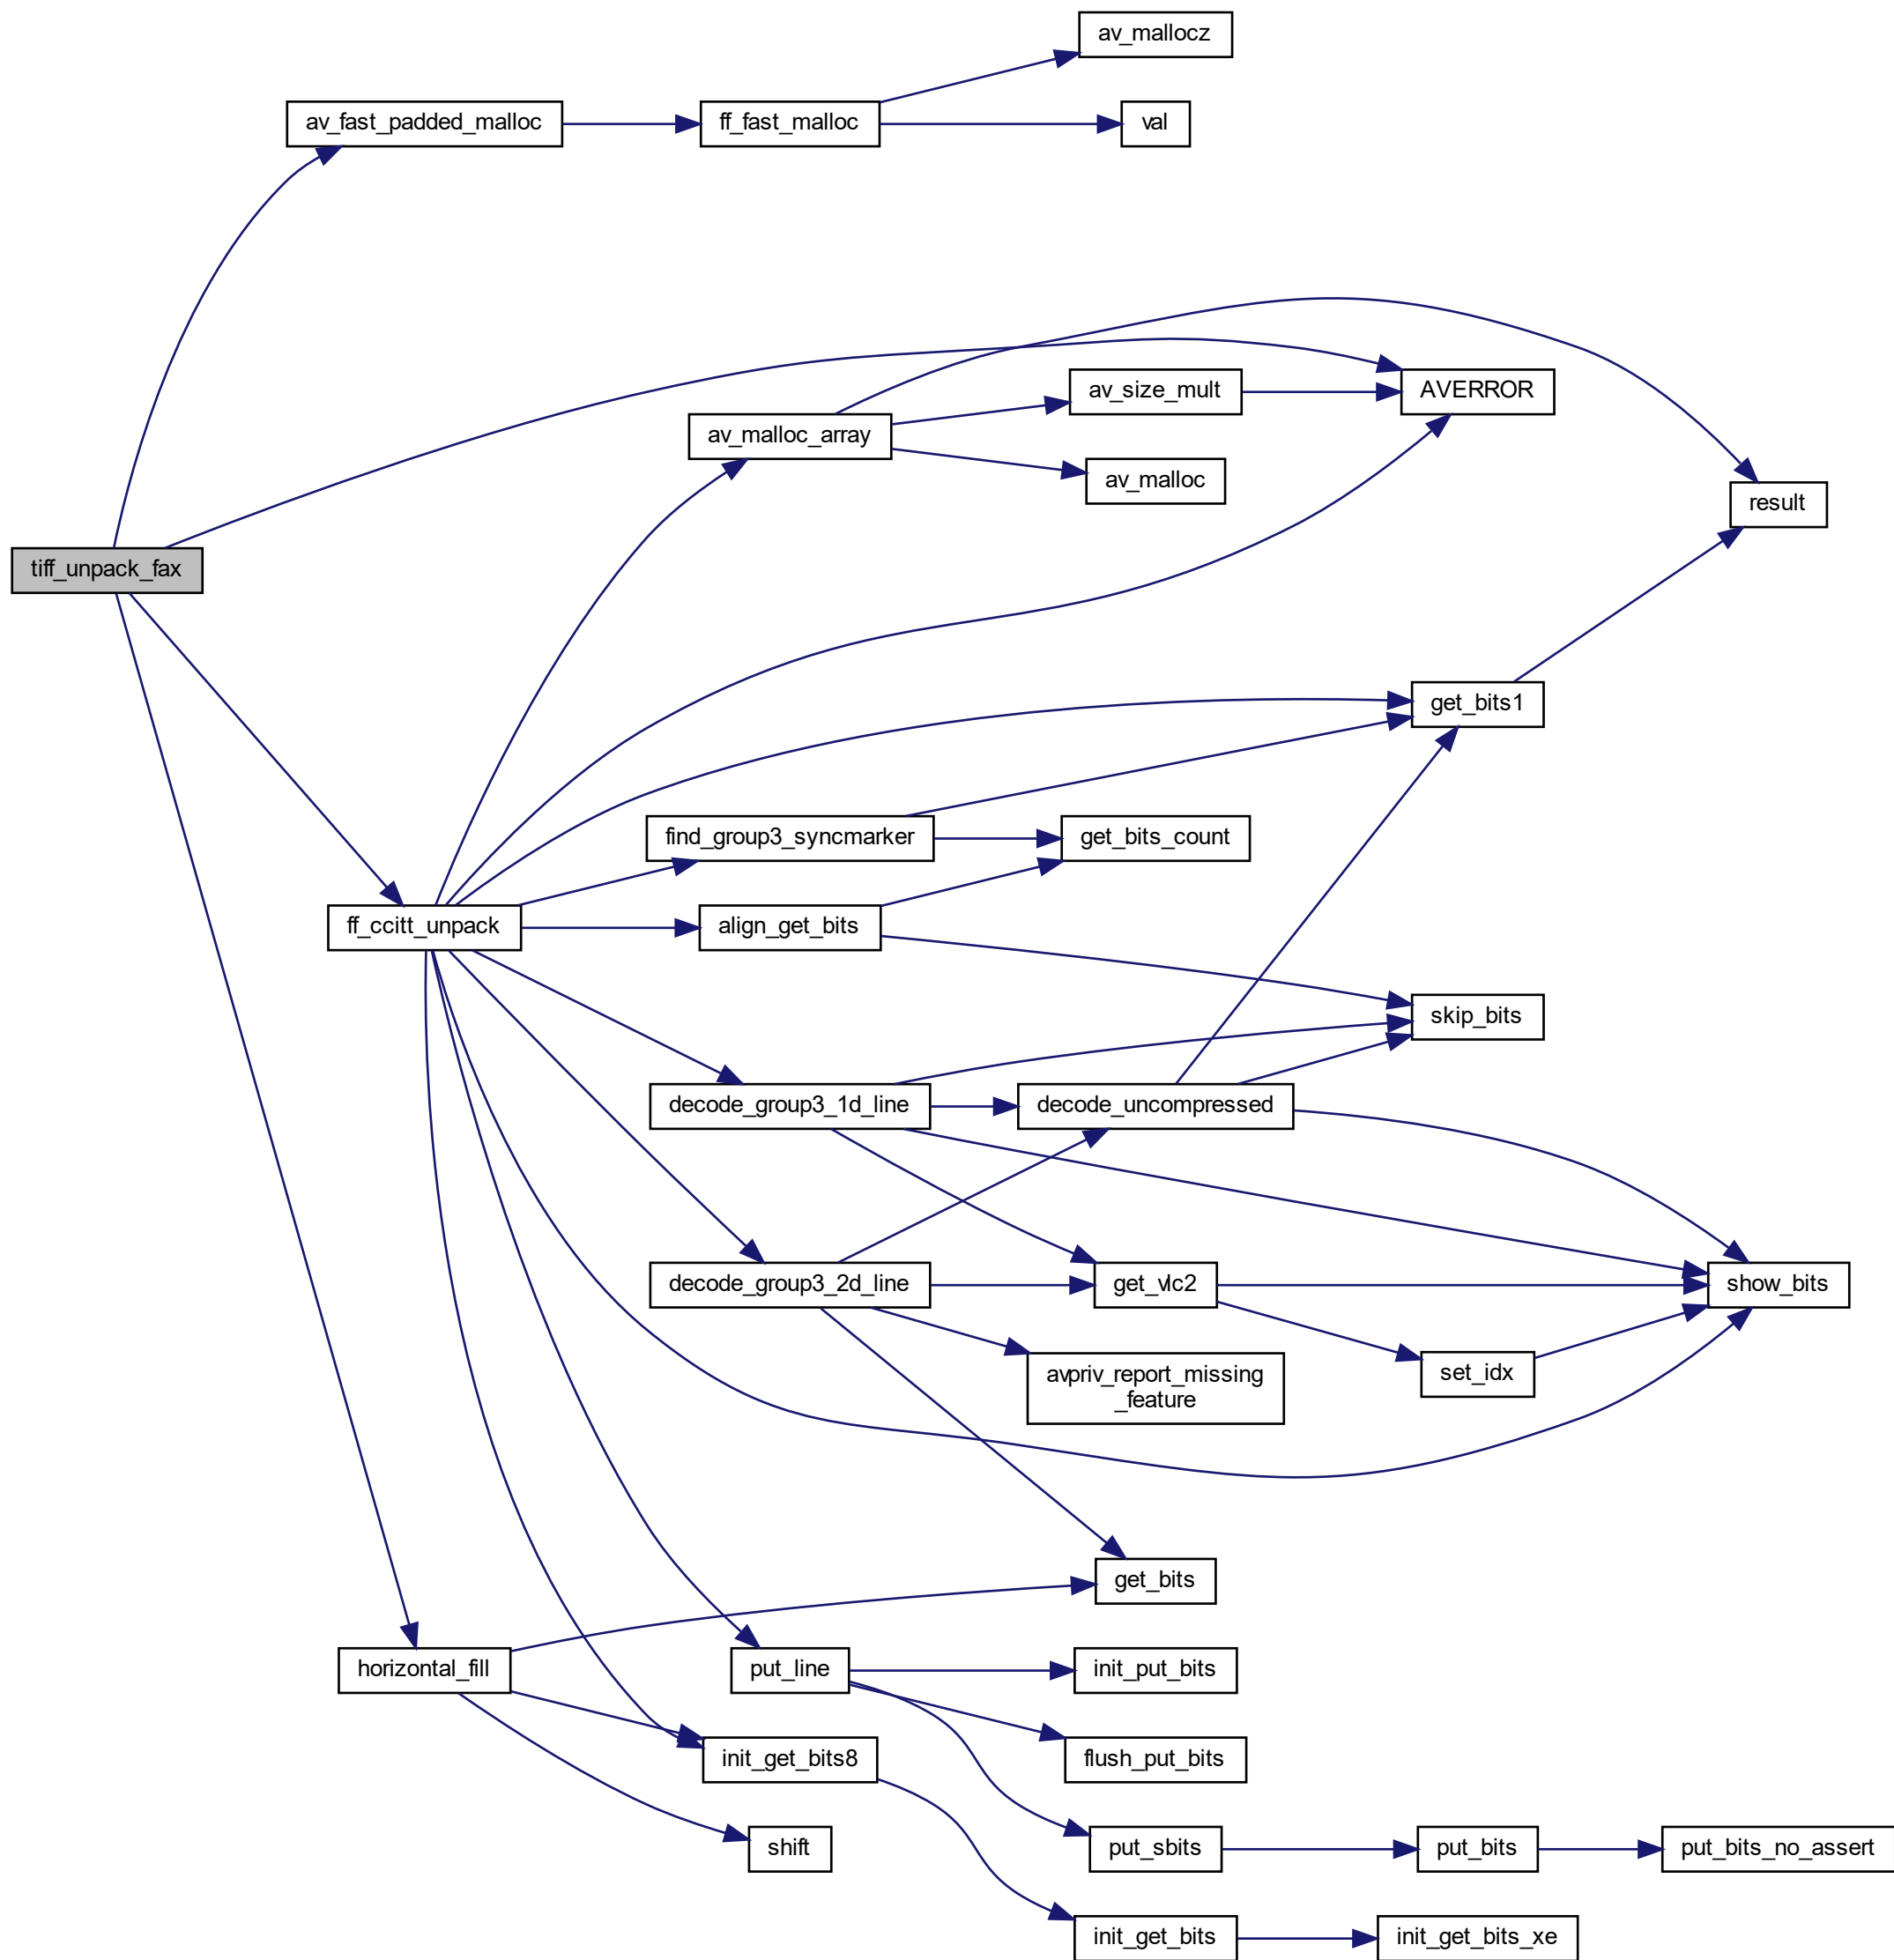 av_mallocz
av_fast_padded_malloc
ff_fast_malloc
val
av_size_mult
AVERROR
av_malloc_array
av_malloc
result
tiff_unpack_fax
get_bits1
find_group3_syncmarker
get_bits_count
ff_ccitt_unpack
align_get_bits
skip_bits
decode_group3_1d_line
decode_uncompressed
decode_group3_2d_line
get_vlc2
show_bits
avpriv_report_missing
_feature
set_idx
get_bits
horizontal_fill
put_line
init_put_bits
init_get_bits8
flush_put_bits
shift
put_sbits
put_bits
put_bits_no_assert
init_get_bits
init_get_bits_xe